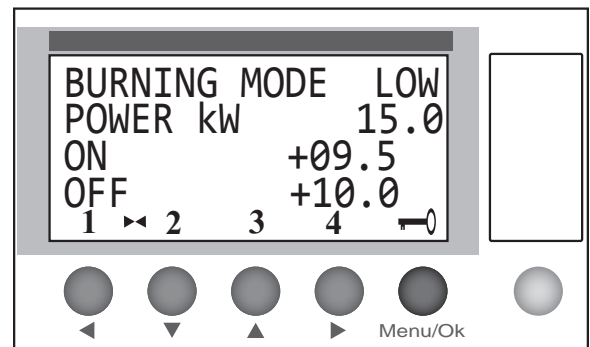 BURNING MODE LOW
POWER kW 15.0
ON +09.5
OFF +10.0
1 2 3 4
Menu/Ok